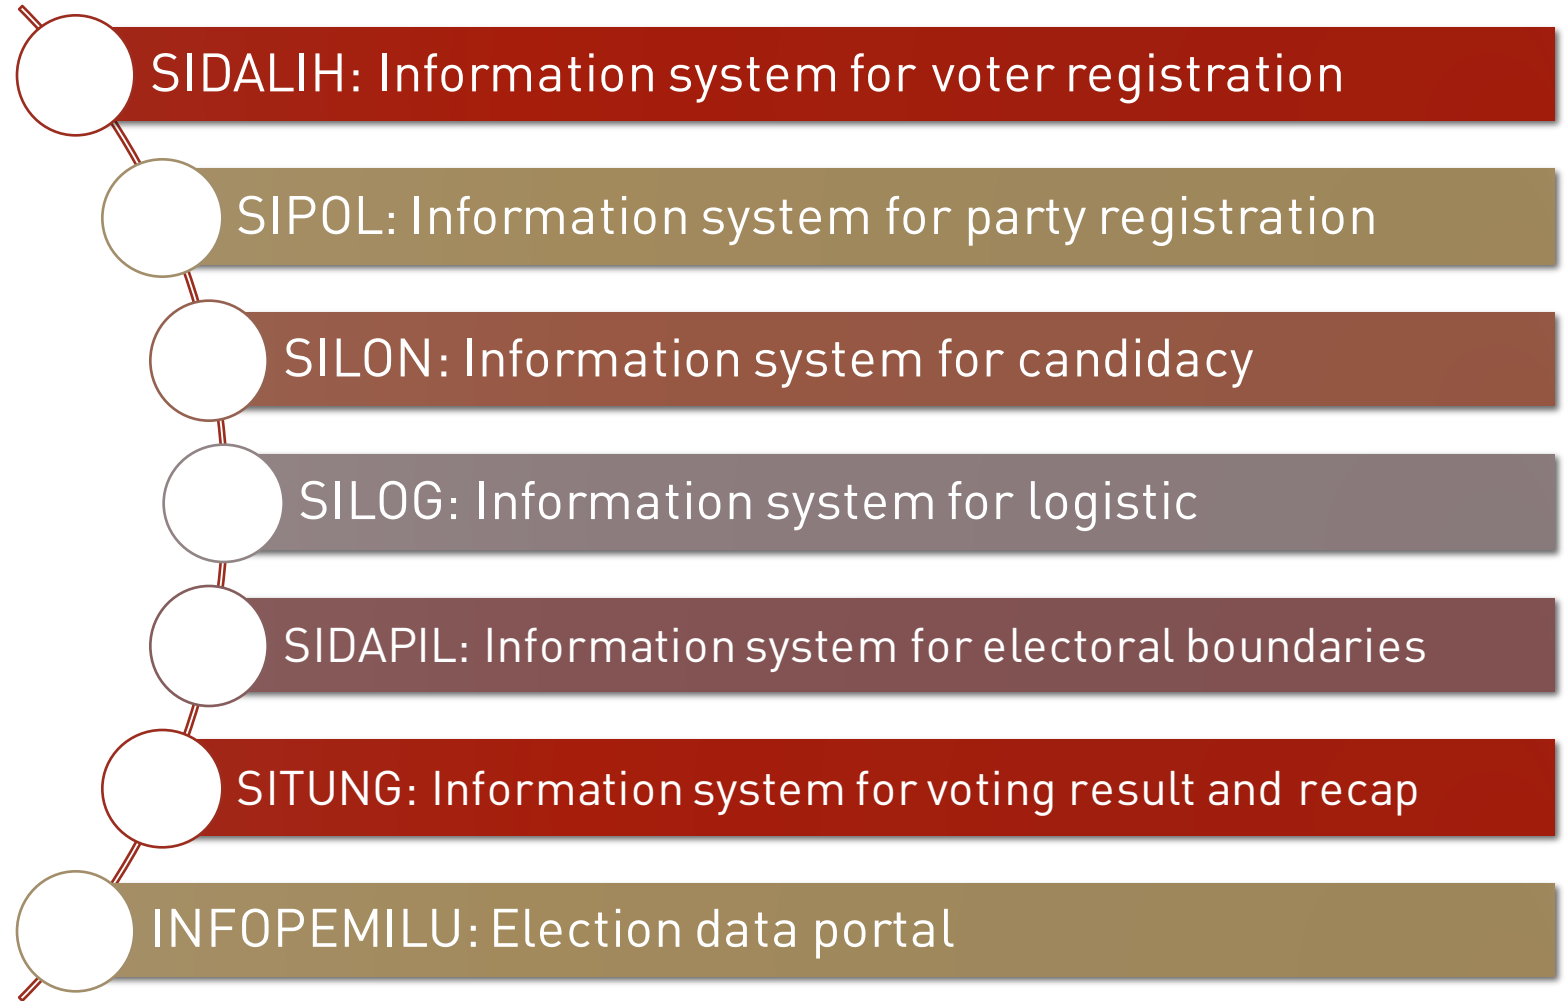 SIDALIH: Information system for voter registration
SIPOL: Information system for party registration
SILON: Information system for candidacy
SILOG: Information system for logistic
SIDAPIL: Information system for electoral boundaries
SITUNG: Information system for voting result and recap
INFOPEMILU: Election data portal